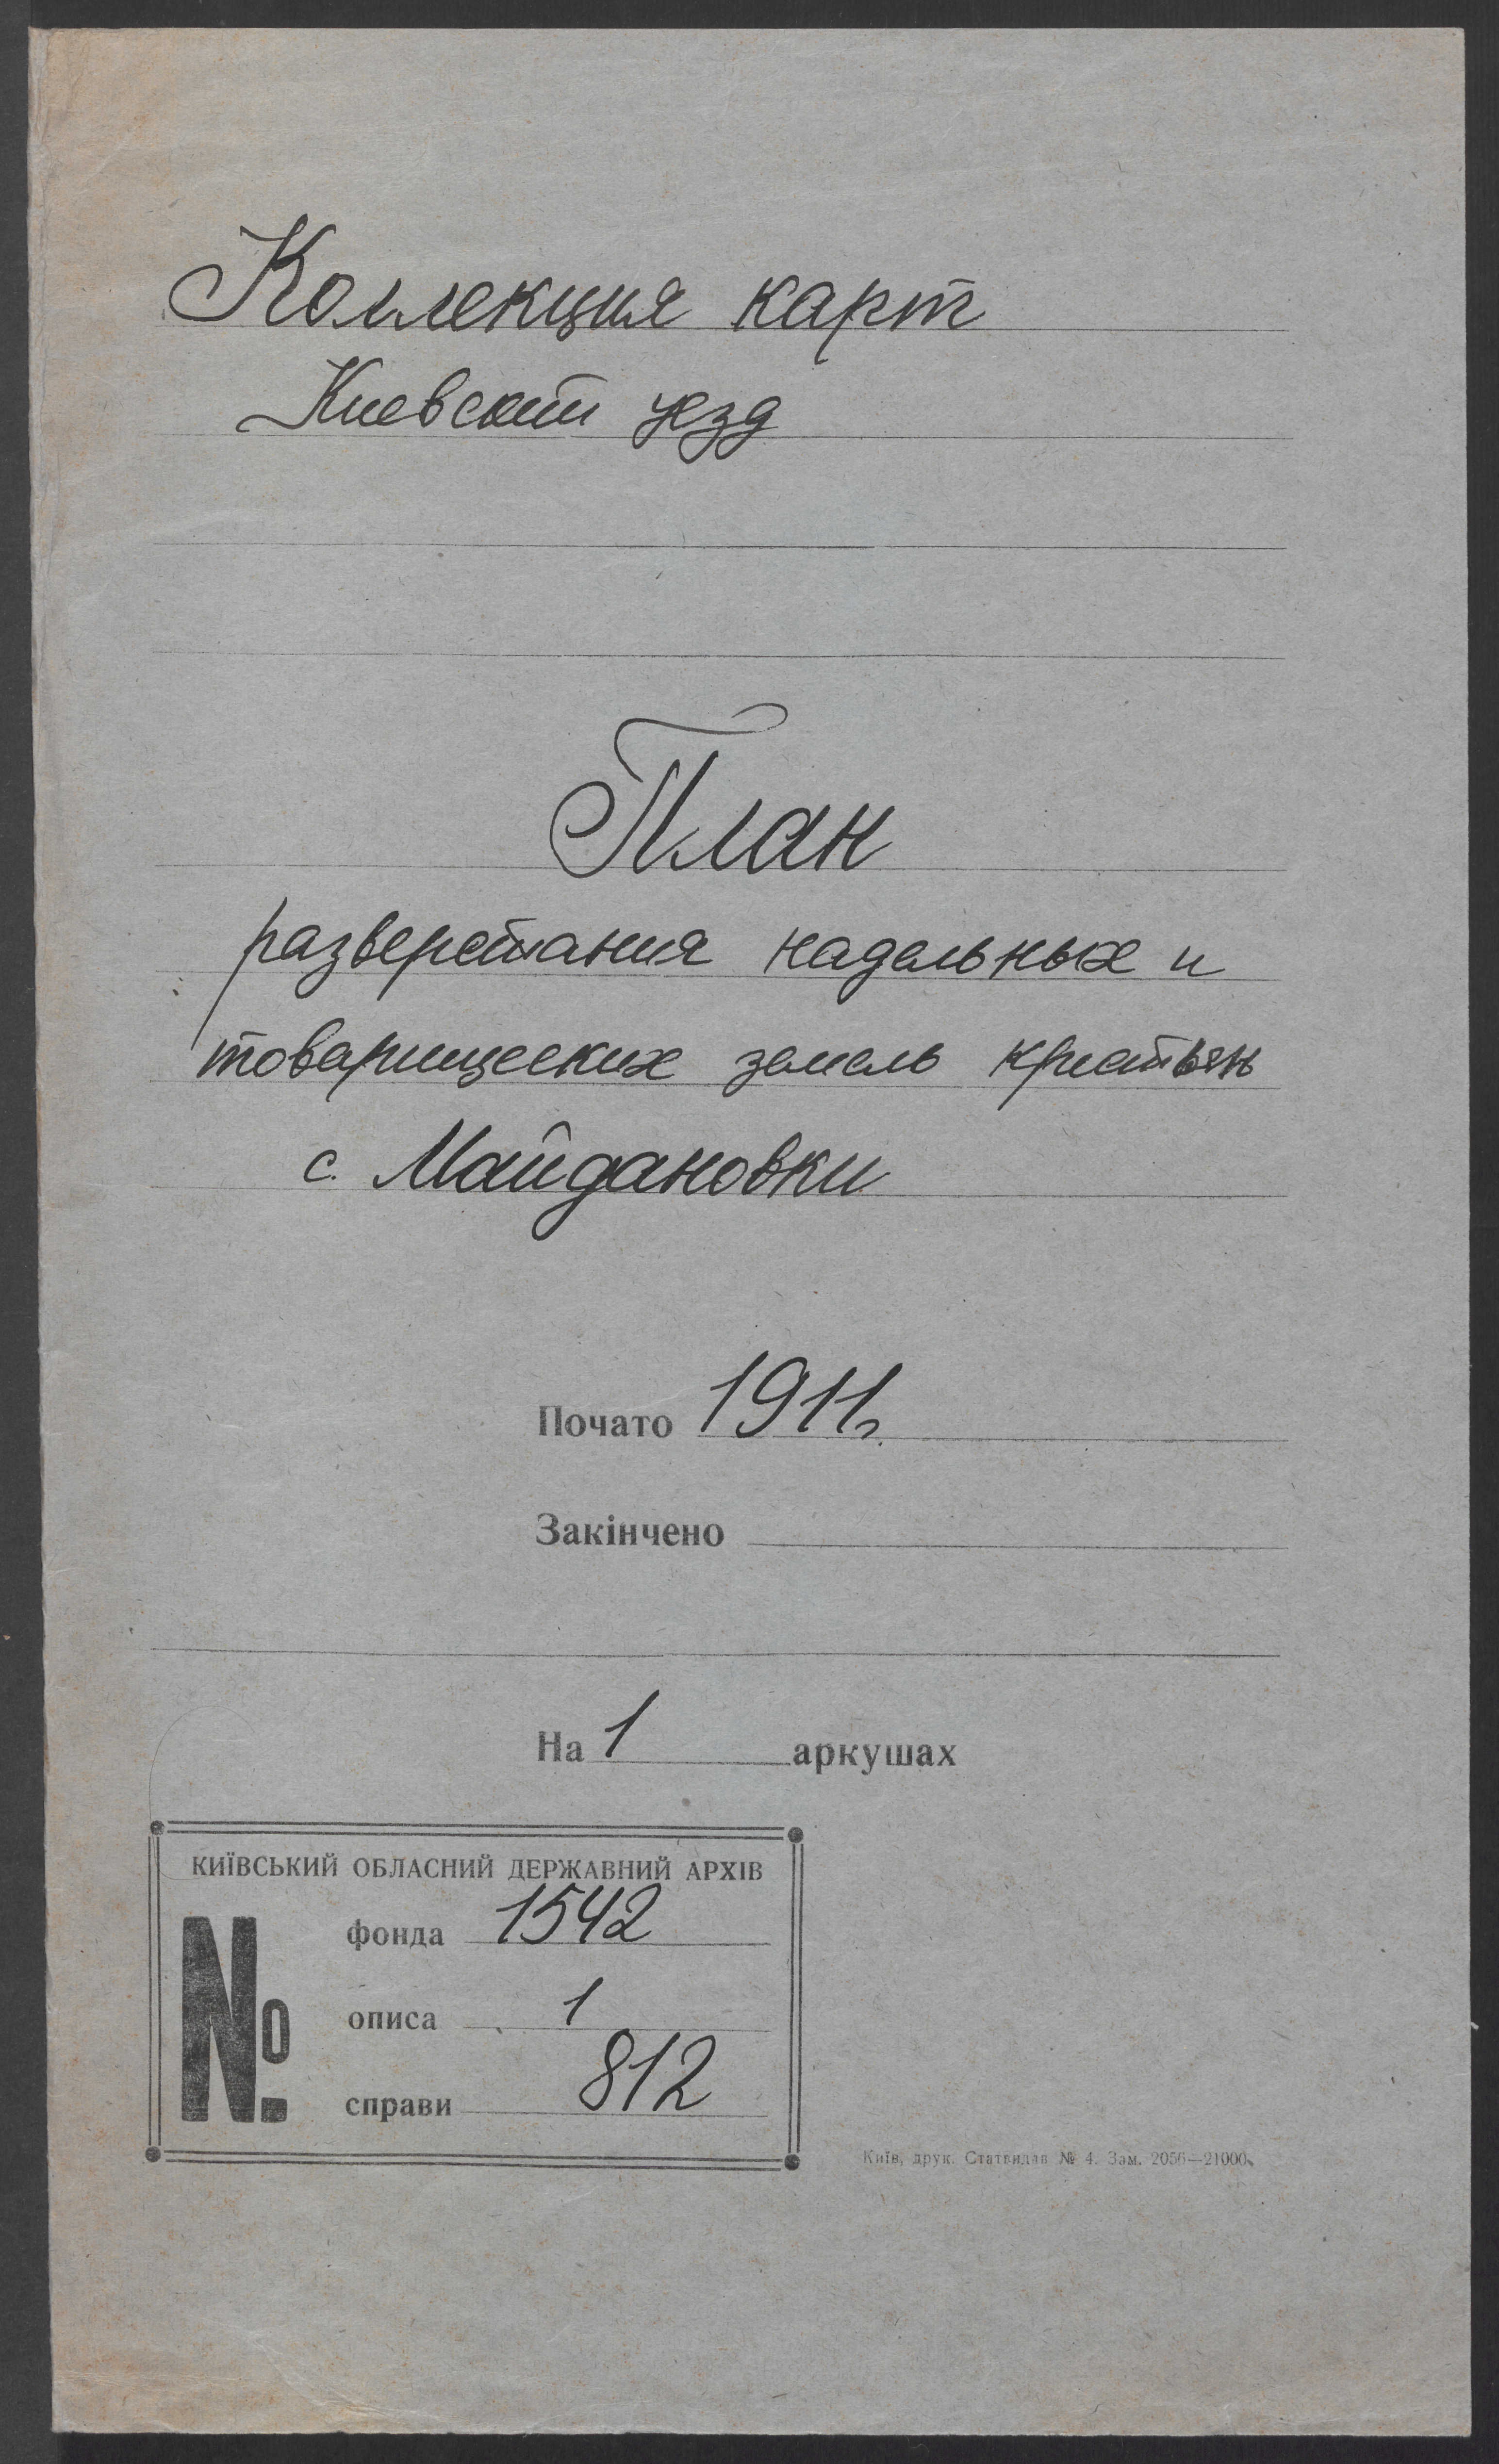 Коллекция карт
Киевский уезд
План
разверстания надельных и
товарищеских земель крестьян
с. Майдановки
Почато 1911г.
Закінчено
На 1 аркушах
КИЇВСЬКИЙ ОБЛАСНИЙ ДЕРЖАВНИЙ АРХІВ
№
фонда 1542
описа 1
справи 812
Київ, друк. Статвидав № 4. Зам. 2056—21000.